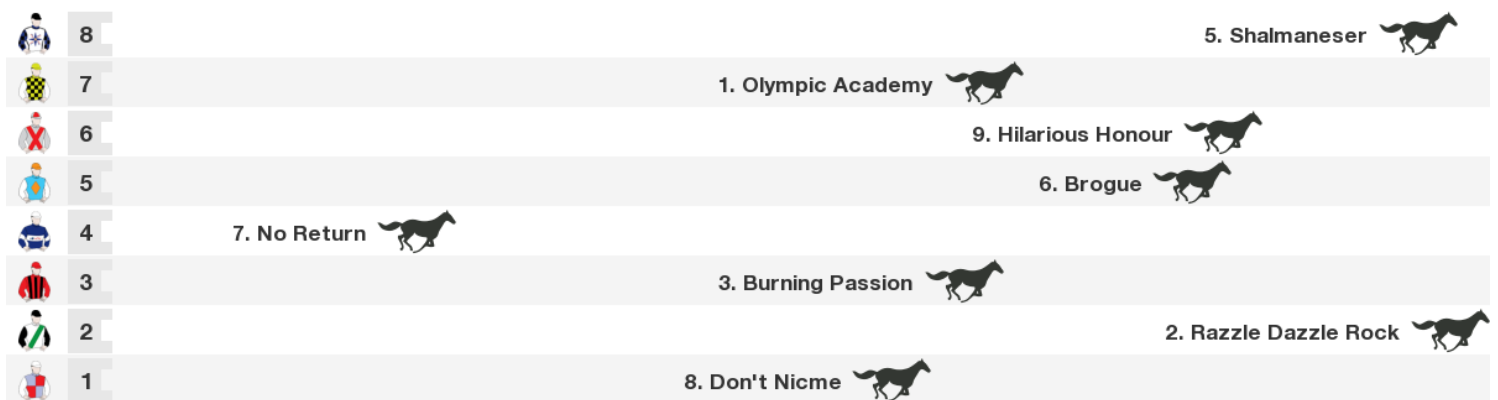 8 5. Shalmaneser
7 1. Olympic Academy
6 9. Hilarious Honour
5 6. Brogue
4 7. No Return
3 3. Burning Passion
2 2. Razzle Dazzle Rock
1 8. Don't Nicme